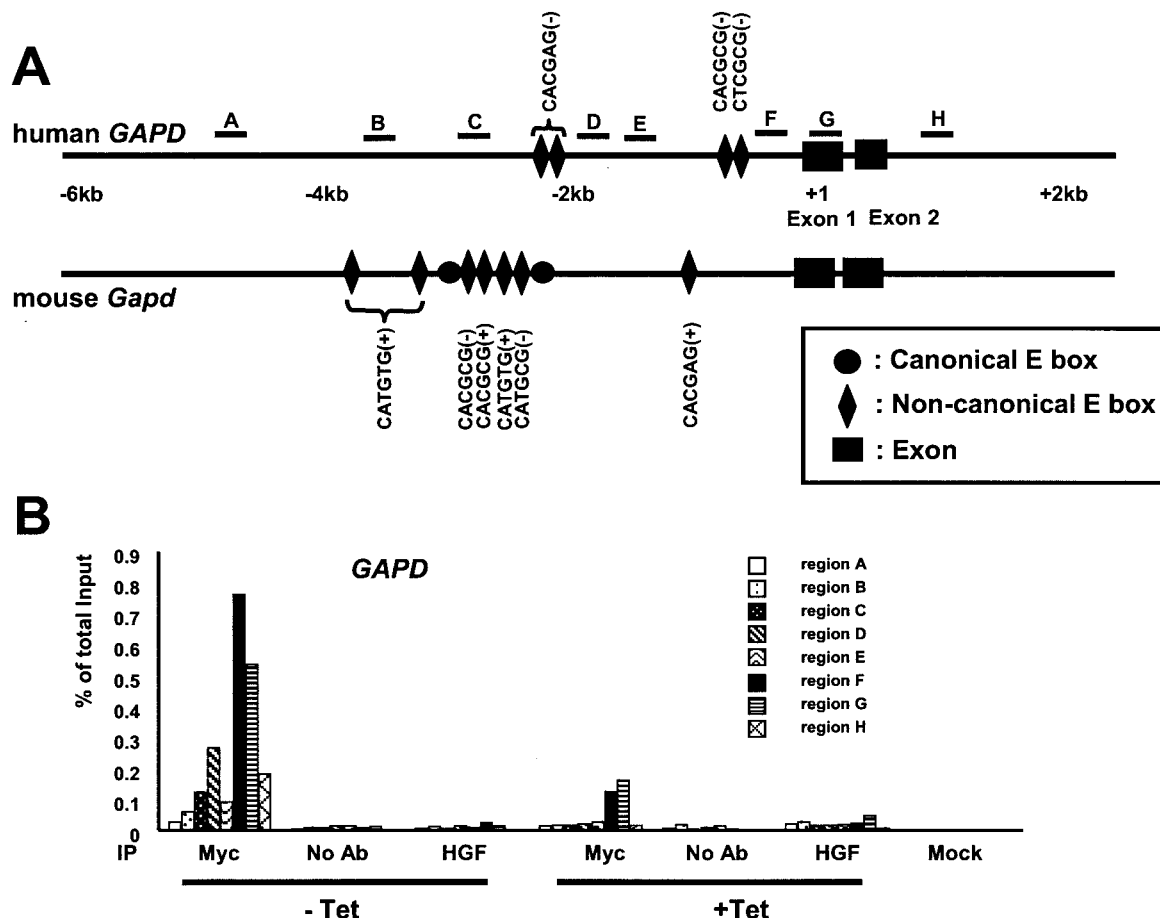 A
CACGAG(-)
CACGCG(-)
CTCGCG(-)
A B C D E F G H
human GAPD
-6kb -4kb -2kb +1 +2kb
Exon 1 Exon 2
mouse Gapd
CATGTG(+)
CACGCG(-)
CACGCG(+)
CATGTG(+)
CATGCG(-)
CACGAG(+)
: Canonical E box
: Non-canonical E box
: Exon
B
GAPD
% of total Input
0.9
0.8
0.7
0.6
0.5
0.4
0.3
0.2
0.1
0
region A
region B
region C
region D
region E
region F
region G
region H
IP Myc No Ab HGF Myc No Ab HGF Mock
- Tet +Tet